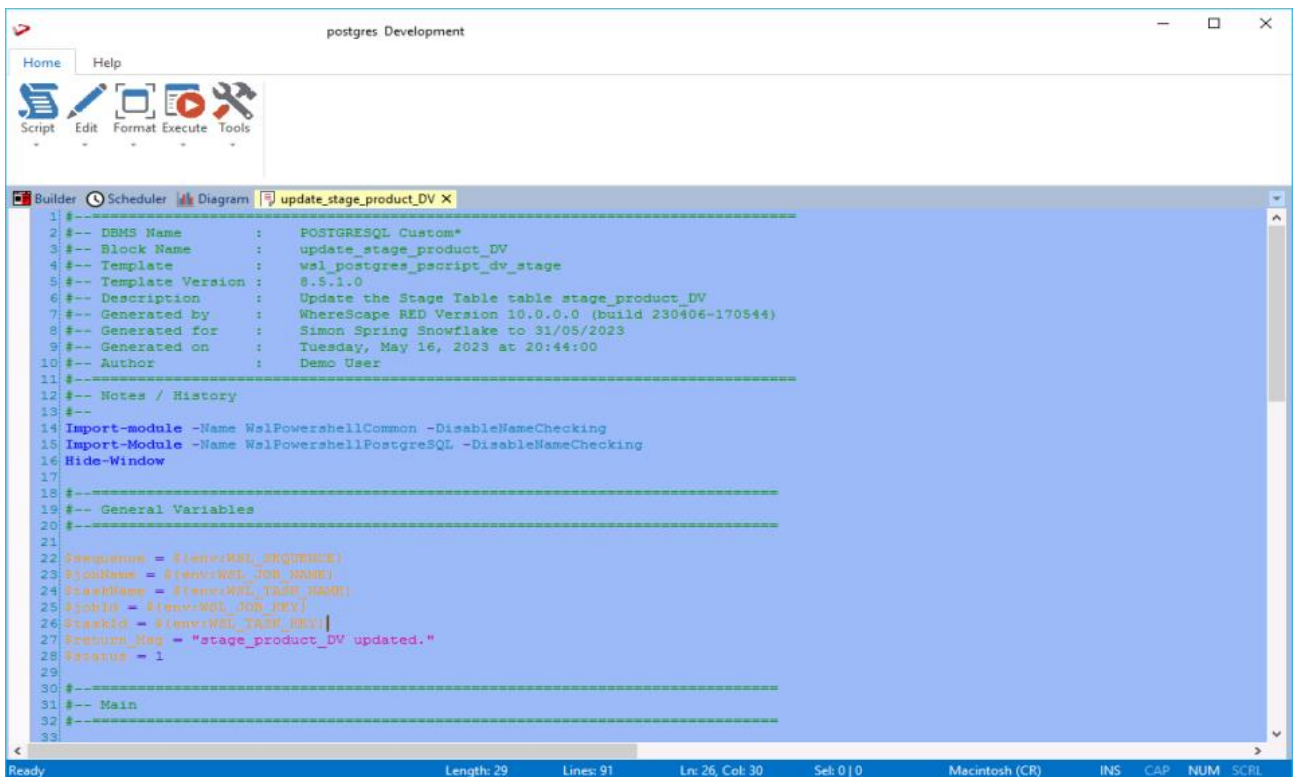 postgres Development
Home Help
Script Edit Format Execute Tools
Builder Scheduler Diagram update_stage_product_DV X
1 #--================================================================================
2 #-- DBMS Name : POSTGRESQL Custom*
3 #-- Block Name : update_stage_product_DV
4 #-- Template : wsl_postgres_pscript_dv_stage
5 #-- Template Version : 8.5.1.0
6 #-- Description : Update the Stage Table table stage_product_DV
7 #-- Generated by : WhereScape RED Version 10.0.0.0 (build 230406-170544)
8 #-- Generated for : Simon Spring Snowflake to 31/05/2023
9 #-- Generated on : Tuesday, May 16, 2023 at 20:44:00
10 #-- Author : Demo User
11 #--================================================================================
12 #-- Notes / History
13 #--
14 Import-module -Name WslPowershellCommon -DisableNameChecking
15 Import-Module -Name WslPowershellPostgreSQL -DisableNameChecking
16 Hide-Window
17
18 #--==============================================================================
19 #-- General Variables
20 #--==============================================================================
21
22 $sequence = ${env:WSL_SEQUENCE}
23 $jobName = ${env:WSL_JOB_NAME}
24 $taskName = ${env:WSL_TASK_NAME}
25 $jobId = ${env:WSL_JOB_KEY}
26 $taskId = ${env:WSL_TASK_KEY}
27 $return_Msg = "stage_product_DV updated."
28 $status = 1
29
30 #--==============================================================================
31 #-- Main
32 #--==============================================================================
33
Ready Length: 29 Lines: 91 Ln: 26, Col: 30 Sel: 0 | 0 Macintosh (CR) INS CAP NUM SCRL